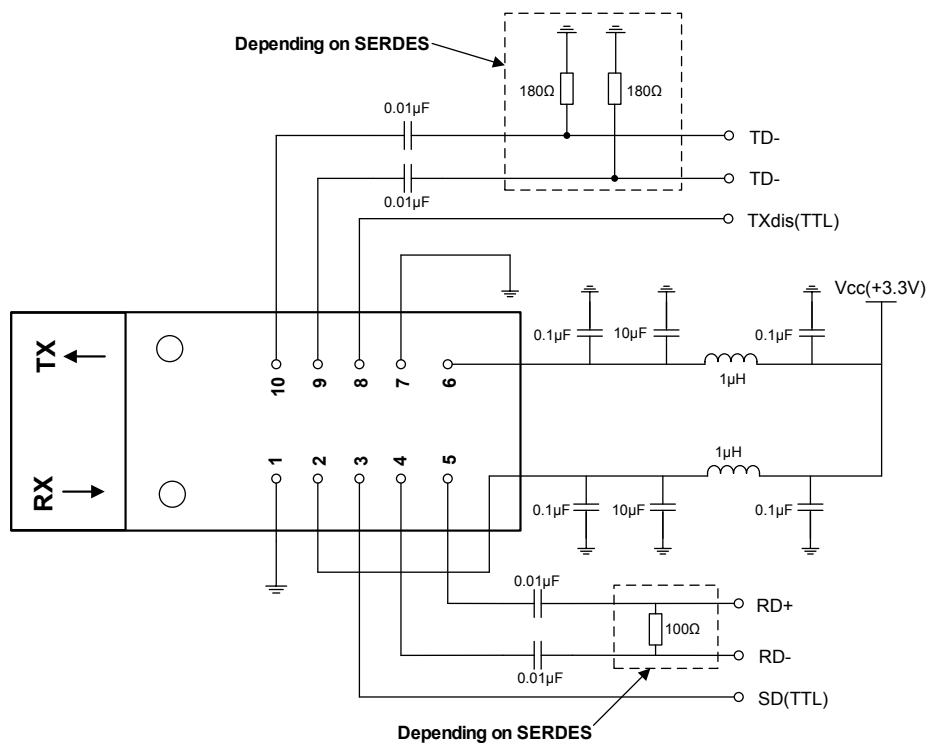 Depending on SERDES
180Ω
180Ω
0.01µF
TD-
0.01µF
TD-
TXdis(TTL)
Vcc(+3.3V)
0.1µF
10µF
0.1µF
1µH
TX
10
9
8
7
6
RX
1
2
3
4
5
1µH
0.1µF
10µF
0.1µF
0.01µF
RD+
100Ω
RD-
0.01µF
SD(TTL)
Depending on SERDES